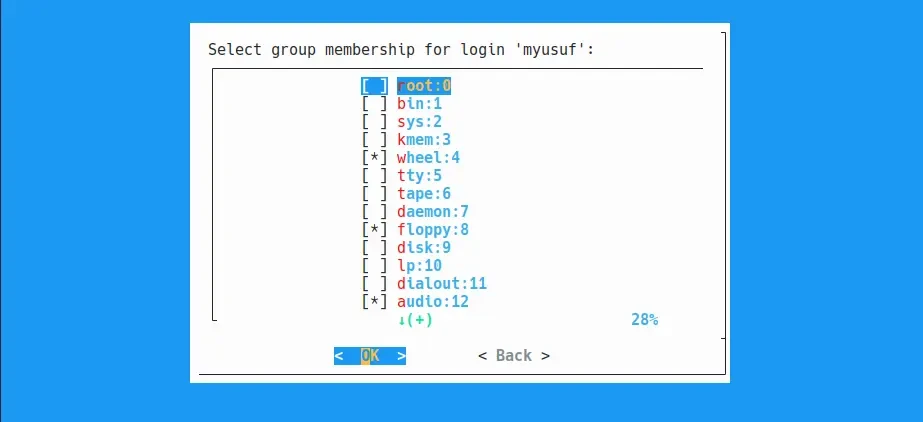 Select group membership for login 'myusuf':
[ ] root:0
[ ] bin:1
[ ] sys:2
[ ] kmem:3
[*] wheel:4
[ ] tty:5
[ ] tape:6
[ ] daemon:7
[*] floppy:8
[ ] disk:9
[ ] lp:10
[ ] dialout:11
[*] audio:12
↓(+) 28%
< OK > < Back >